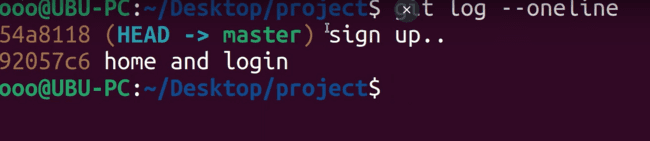 ooo@UBU-PC:~/Desktop/project$ git log --oneline
54a8118 (HEAD -> master) sign up..
92057c6 home and login
ooo@UBU-PC:~/Desktop/project$